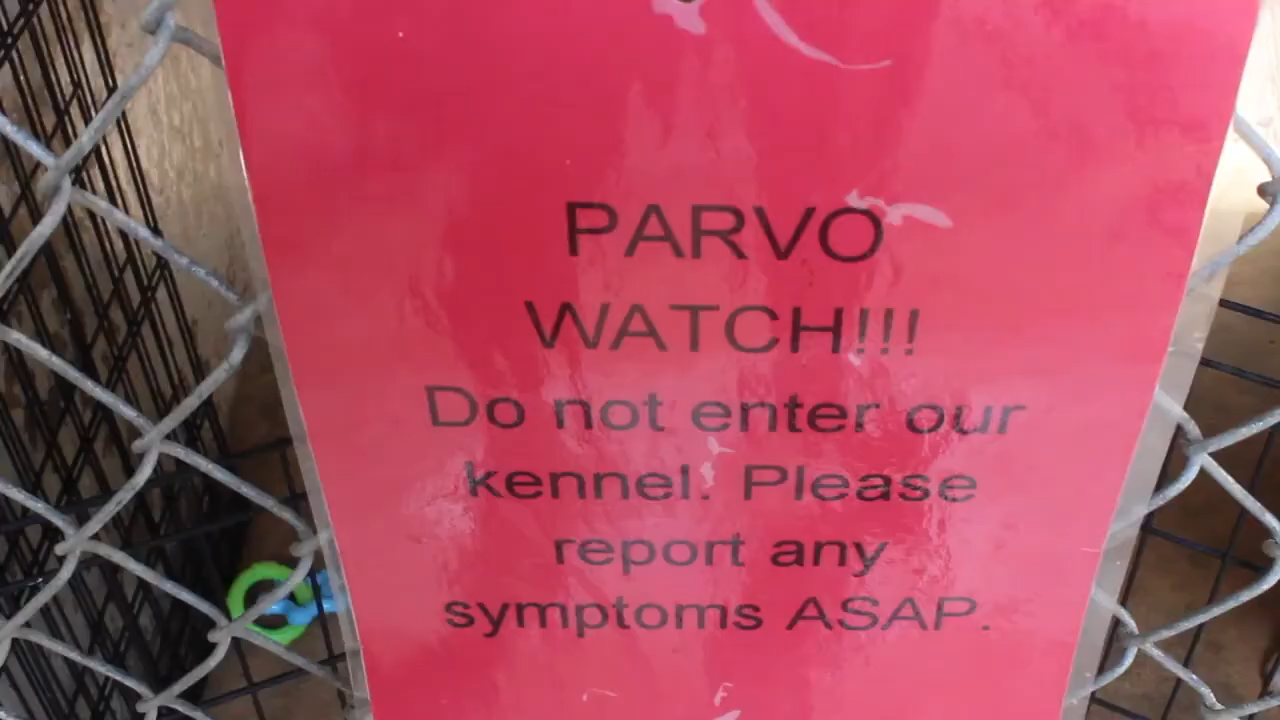 PARVO
WATCH!!!
Do not enter our
kennel. Please
report any
symptoms ASAP.